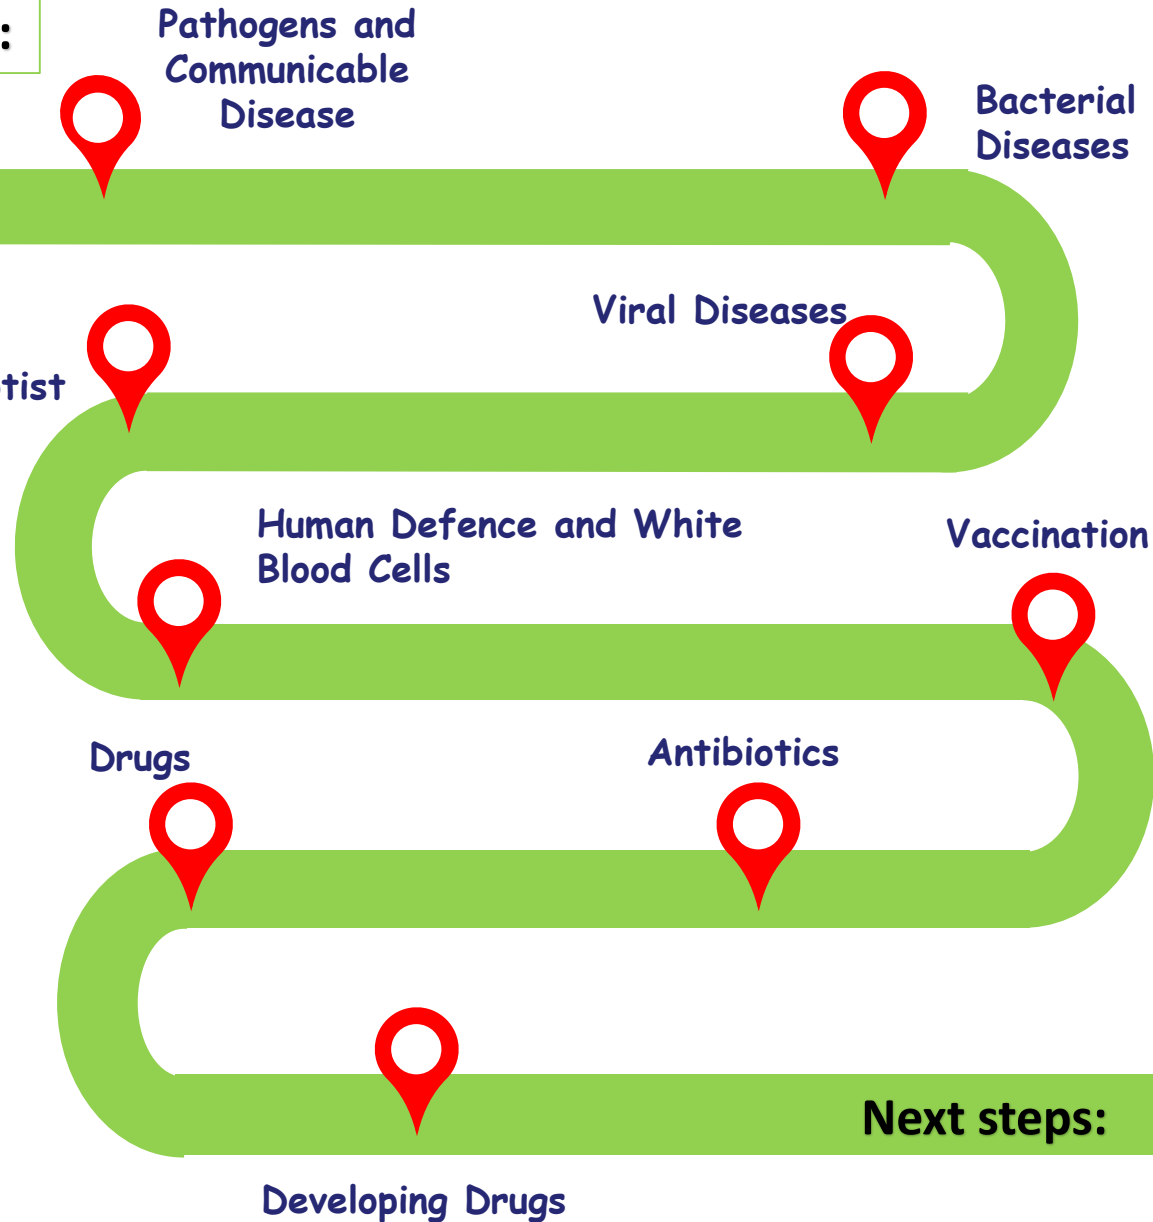 :
Pathogens and
Communicable
Disease
Bacterial
Diseases
Viral Diseases
Human Defence and White
Blood Cells
Vaccination
Drugs
Antibiotics
Next steps:
Developing Drugs